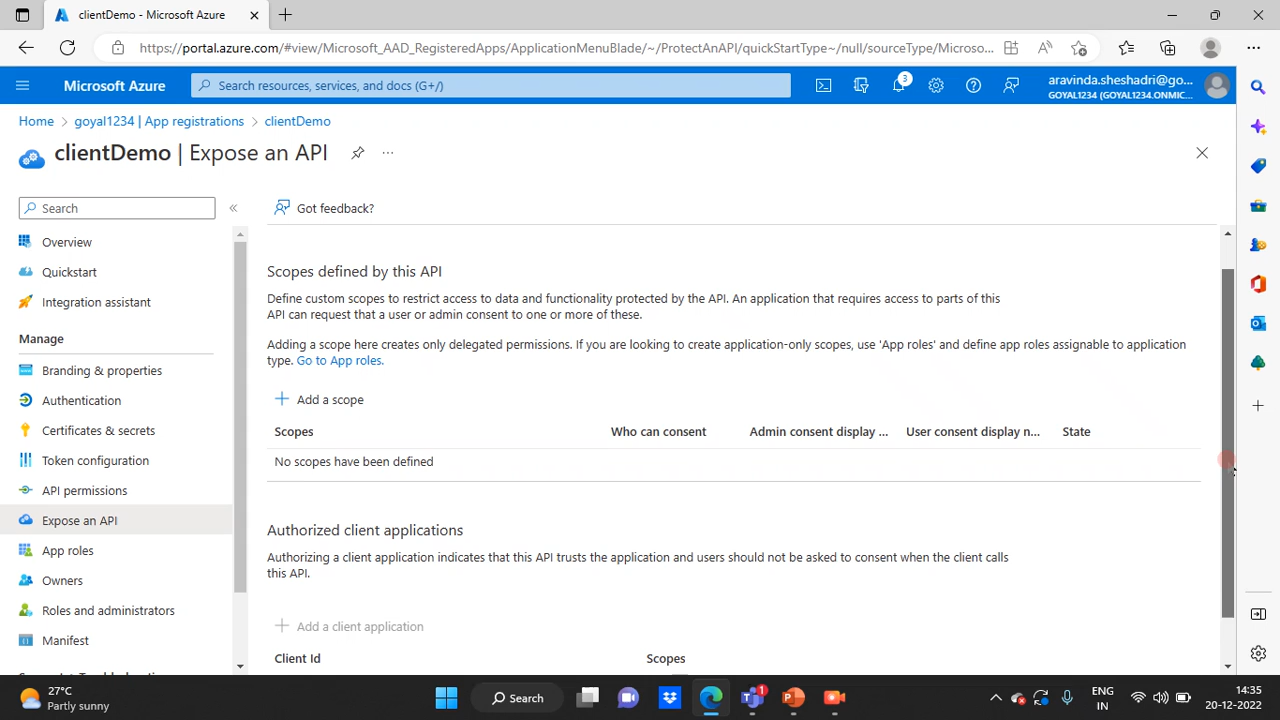 clientDemo - Microsoft Azure
https://portal.azure.com/#view/Microsoft_AAD_RegisteredApps/ApplicationMenuBlade/~/ProtectAnAPI/quickStartType~/null/sourceType/Microso...
Microsoft Azure
Search resources, services, and docs (G+/)
3
aravinda.sheshadri@go...
GOYAL1234 (GOYAL1234.ONMIC...
Home > goyal1234 | App registrations > clientDemo
clientDemo | Expose an API
Search
Got feedback?
Overview
Quickstart
Integration assistant
Manage
Branding & properties
Authentication
Certificates & secrets
Token configuration
API permissions
Expose an API
App roles
Owners
Roles and administrators
Manifest
Scopes defined by this API
Define custom scopes to restrict access to data and functionality protected by the API. An application that requires access to parts of this
API can request that a user or admin consent to one or more of these.
Adding a scope here creates only delegated permissions. If you are looking to create application-only scopes, use 'App roles' and define app roles assignable to application
type. Go to App roles.
Add a scope
Scopes Who can consent Admin consent display ... User consent display n... State
No scopes have been defined
Authorized client applications
Authorizing a client application indicates that this API trusts the application and users should not be asked to consent when the client calls
this API.
Add a client application
Client Id Scopes
27°C
Partly sunny
Search
1
ENG
IN
14:35
20-12-2022